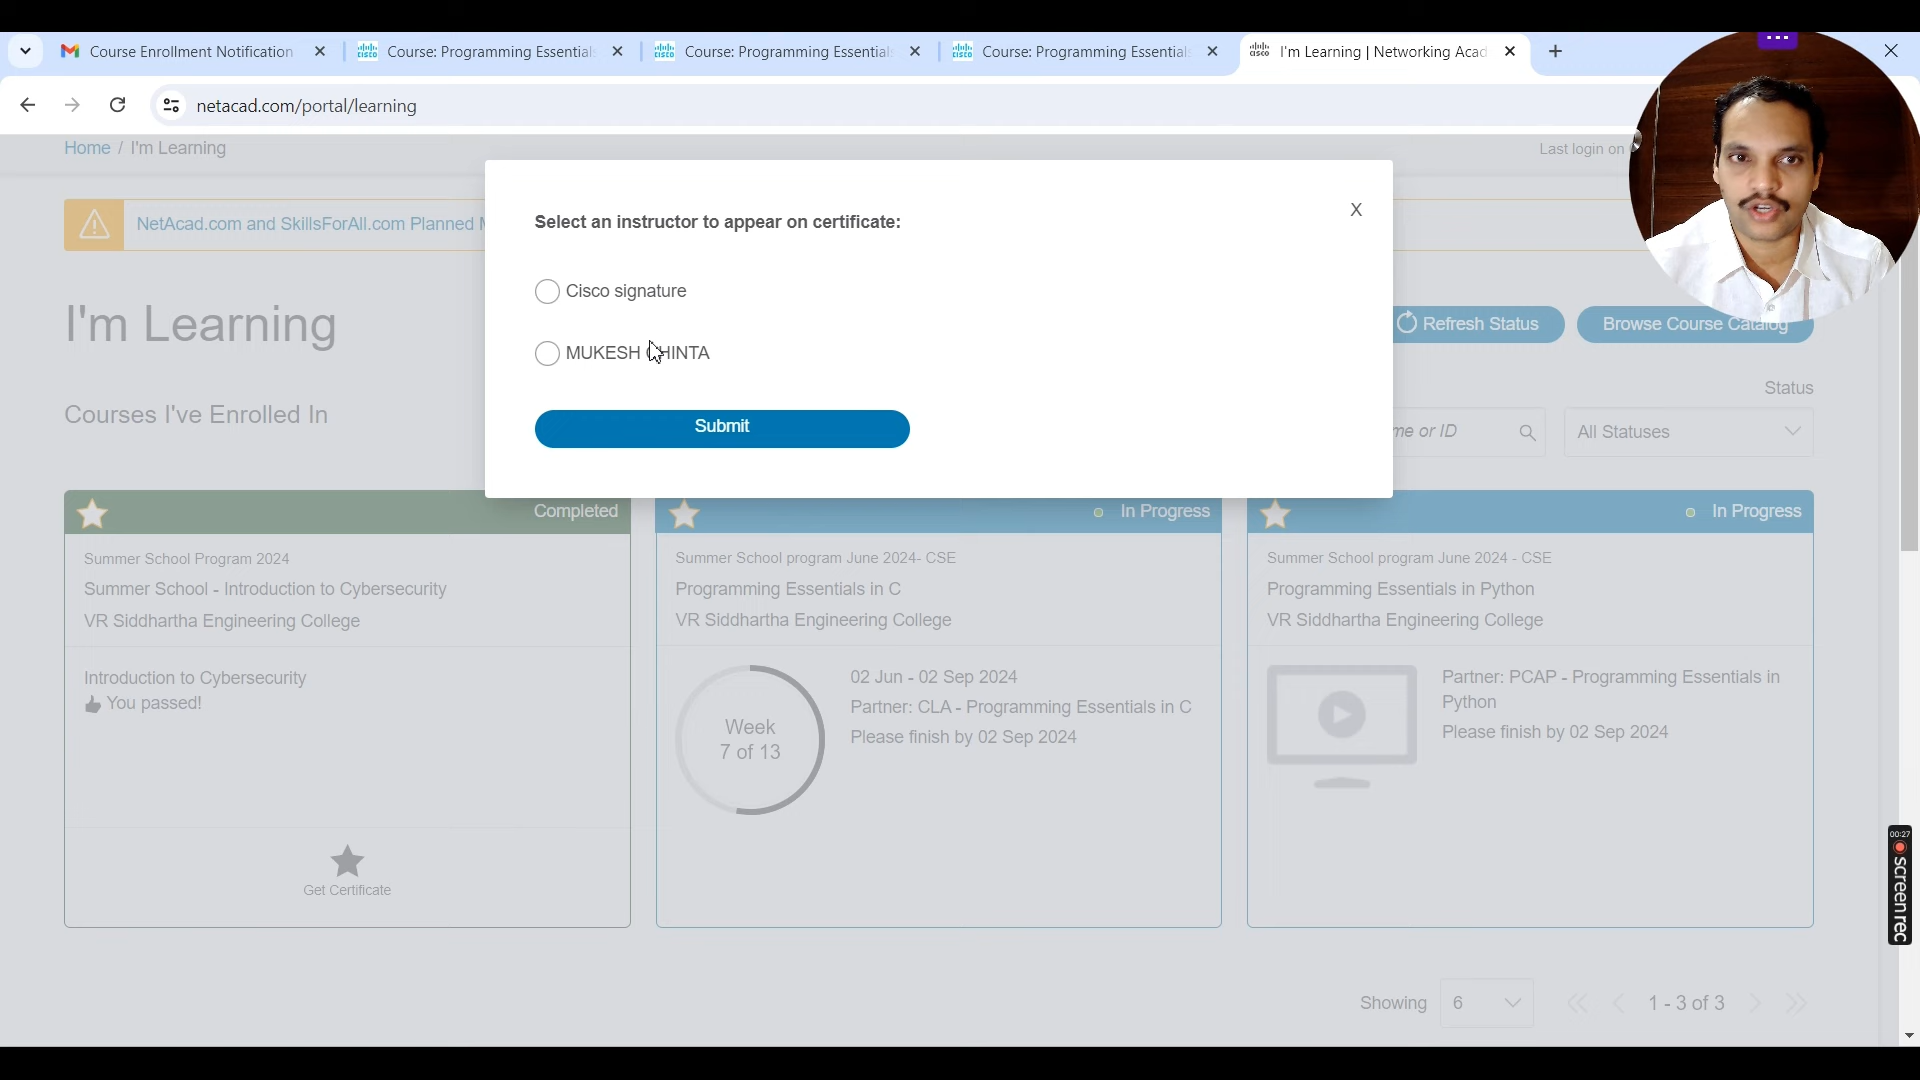 Course Enrollment Notification
Course: Programming Essentials
Course: Programming Essentials
Course: Programming Essentials
I'm Learning | Networking Acad
netacad.com/portal/learning
Home / I'm Learning
Last login on
NetAcad.com and SkillsForAll.com Planned
Select an instructor to appear on certificate:
X
Cisco signature
MUKESH CHINTA
Submit
I'm Learning
Refresh Status
Browse Course Catalog
Courses I've Enrolled In
Status
me or ID
All Statuses
Completed
Summer School Program 2024
Summer School - Introduction to Cybersecurity
VR Siddhartha Engineering College
Introduction to Cybersecurity
You passed!
Get Certificate
In Progress
Summer School program June 2024- CSE
Programming Essentials in C
VR Siddhartha Engineering College
Week
7 of 13
02 Jun - 02 Sep 2024
Partner: CLA - Programming Essentials in C
Please finish by 02 Sep 2024
In Progress
Summer School program June 2024 - CSE
Programming Essentials in Python
VR Siddhartha Engineering College
Partner: PCAP - Programming Essentials in
Python
Please finish by 02 Sep 2024
Showing
6
1 - 3 of 3
00:27
screenrec